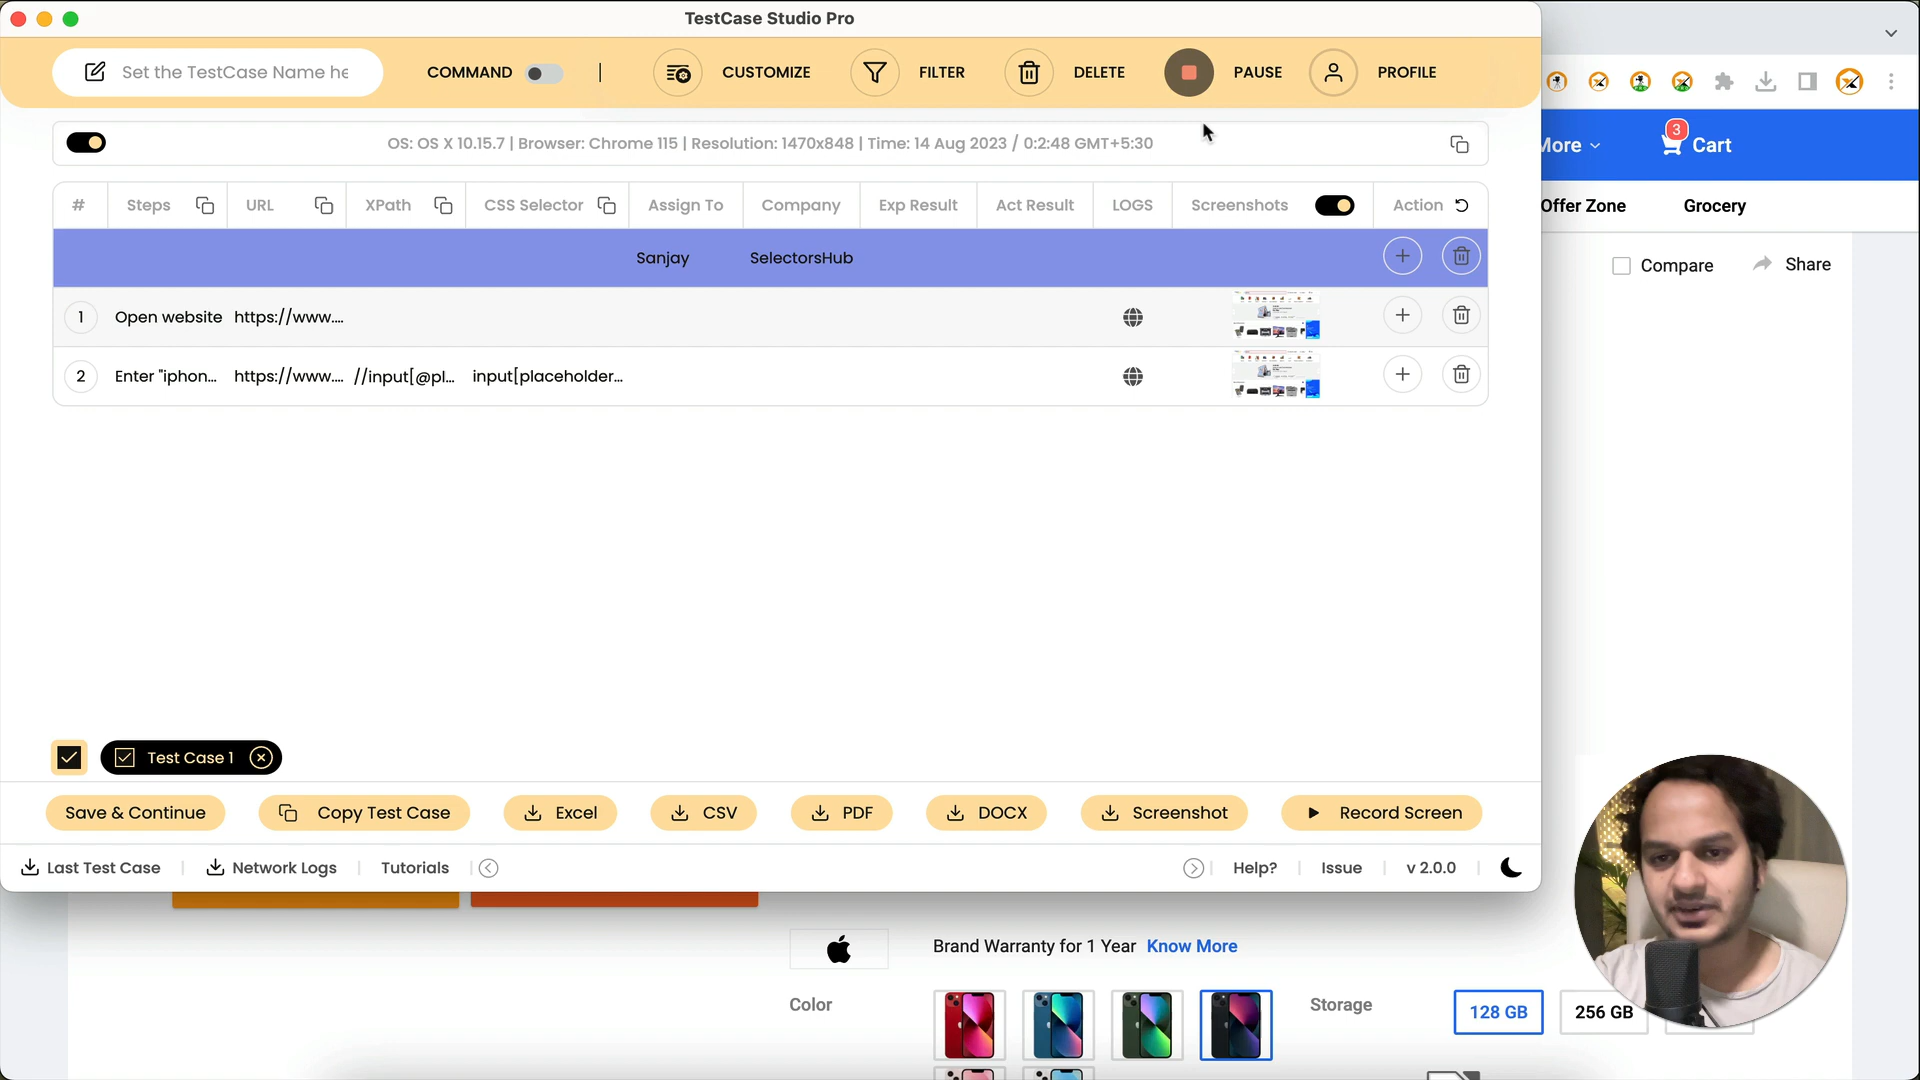 TestCase Studio Pro
Set the TestCase Name he
COMMAND
CUSTOMIZE
FILTER
DELETE
PAUSE
PROFILE
OS: OS X 10.15.7 | Browser: Chrome 115 | Resolution: 1470x848 | Time: 14 Aug 2023 / 0:2:48 GMT+5:30
# Steps URL XPath CSS Selector Assign To Company Exp Result Act Result LOGS Screenshots Action
Sanjay SelectorsHub
1 Open website https://www....
2 Enter "iphon... https://www.... //input[@pl... input[placeholder...
Test Case 1
Save & Continue
Copy Test Case
Excel
CSV
PDF
DOCX
Screenshot
Record Screen
Last Test Case
Network Logs
Tutorials
Help?
Issue
v 2.0.0
More
3
Cart
Offer Zone
Grocery
Compare
Share
Brand Warranty for 1 Year Know More
Color
Storage
128 GB
256 GB